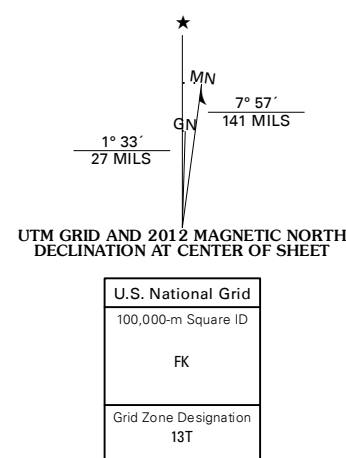 ★
MN
7° 57´
141 MILS
GN
1° 33´
27 MILS
UTM GRID AND 2012 MAGNETIC NORTH
DECLINATION AT CENTER OF SHEET
U.S. National Grid
100,000-m Square ID
FK
Grid Zone Designation
13T